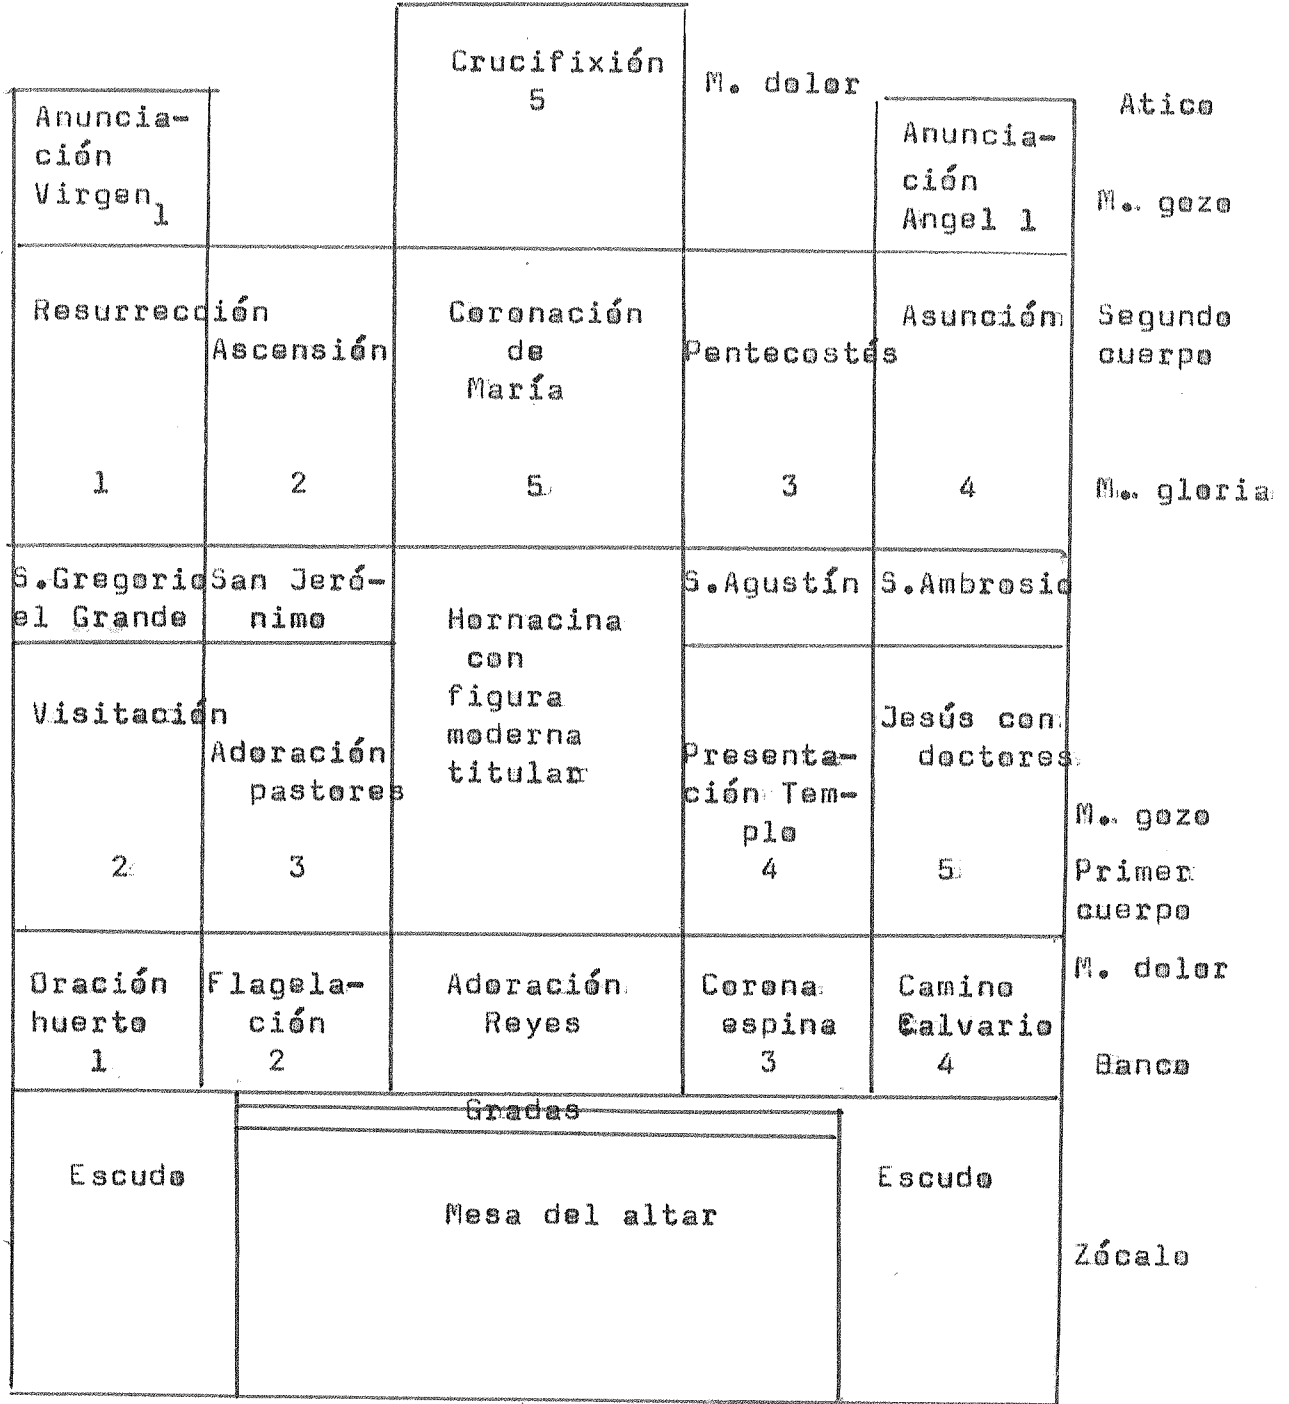 Crucifixión
5
M. dolor
Atico
Anuncia-
ción
Virgen 1
Anuncia-
ción
Angel 1
M. gozo
Resurrección
Ascensión
Coronación
de
María
Pentecostés
Asunción
Segundo
cuerpo
1
2
5
3
4
M. gloria
S.Gregorio
el Grande
San Jeró-
nimo
Hornacina
con
figura
moderna
titular
S.Agustín
S.Ambrosio
Visitación
Adoración
pastores
Presenta-
ción Tem-
plo
Jesús con
doctores
M. gozo
2
3
4
5
Primer
cuerpo
Oración
huerto
1
Flagela-
ción
2
Adoración
Reyes
Corona
espina
3
Camino
Calvario
4
M. dolor
Banco
Gradas
Escudo
Mesa del altar
Escudo
Zócalo